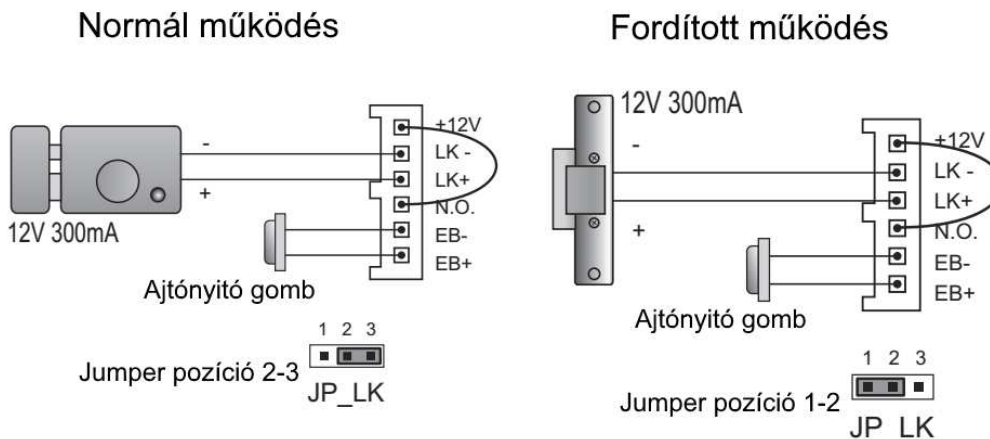 Normál működés
-
+
12V 300mA
+12V
LK -
LK+
N.O.
EB-
EB+
Ajtónyitó gomb
1 2 3
Jumper pozíció 2-3
JP_LK
Fordított működés
12V 300mA
-
+
+12V
LK -
LK+
N.O.
EB-
EB+
Ajtónyitó gomb
1 2 3
Jumper pozíció 1-2
JP LK